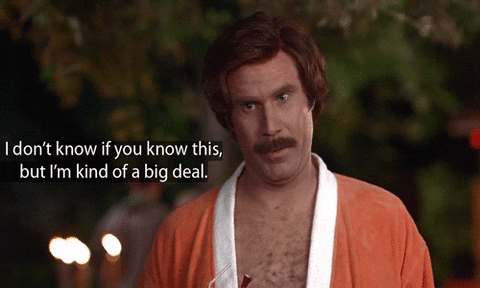 I don't know if you know this,
but I'm kind of a big deal.